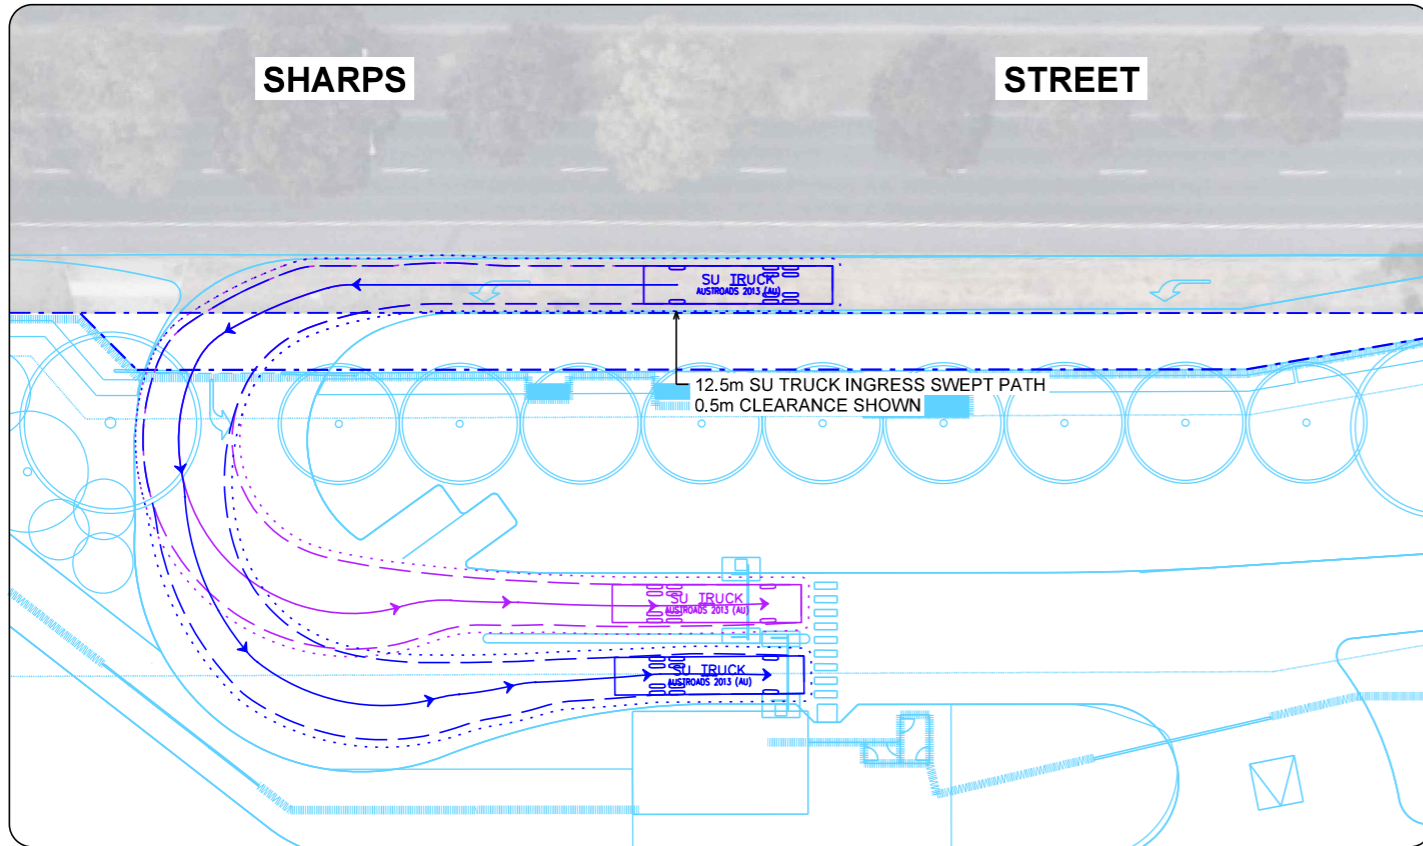 SHARPS STREET
SU TRUCK
AUSTROADS 2013 (AU)
12.5m SU TRUCK INGRESS SWEPT PATH
0.5m CLEARANCE SHOWN
SU TRUCK
AUSTROADS 2013 (AU)
SU TRUCK
AUSTROADS 2013 (AU)